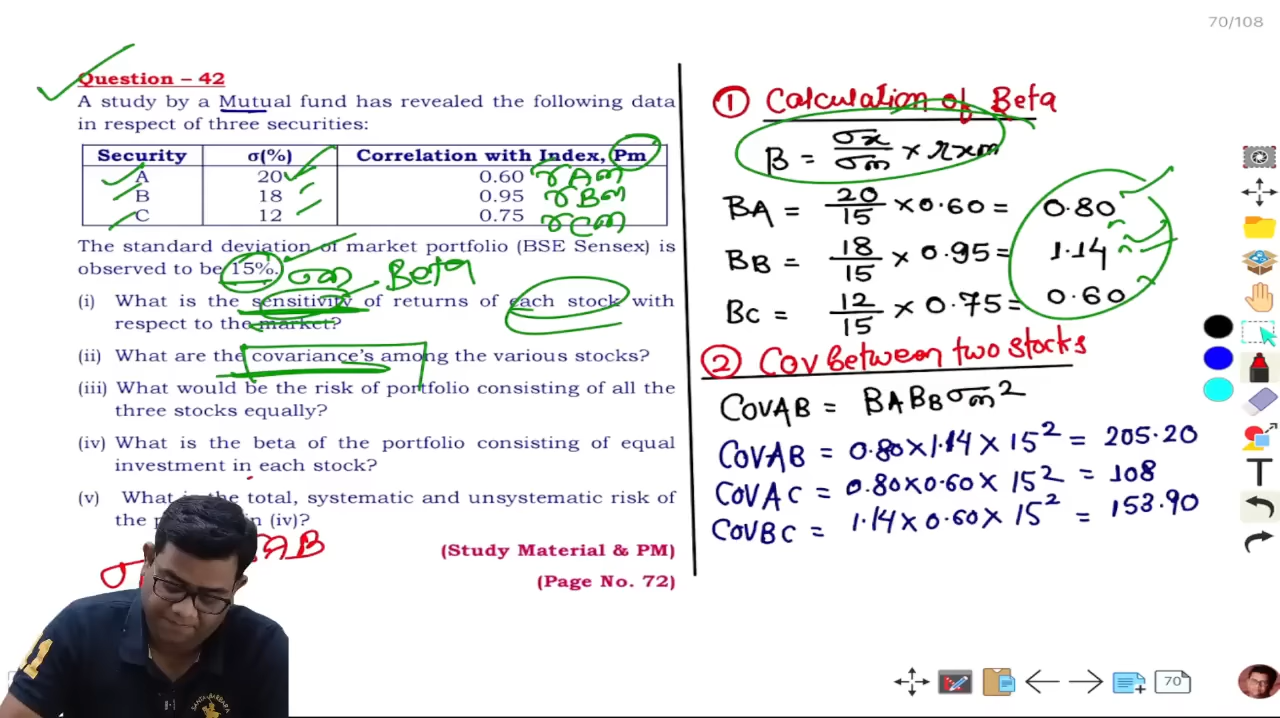 70/108
Question – 42
A study by a Mutual fund has revealed the following data
in respect of three securities:
Security σ(%) Correlation with Index, Pm
A 20 0.60 rAm
B 18 0.95 rBm
C 12 0.75 rCm
The standard deviation of market portfolio (BSE Sensex) is
observed to be 15%. σm Beta
(i) What is the sensitivity of returns of each stock with
respect to the market?
(ii) What are the covariance's among the various stocks?
(iii) What would be the risk of portfolio consisting of all the
three stocks equally?
(iv) What is the beta of the portfolio consisting of equal
investment in each stock?
(v) What is the total, systematic and unsystematic risk of
the in (iv)?
AB
(Study Material & PM)
(Page No. 72)
① Calculation of Beta
β = σx/σm × rxm
BA = 20/15 × 0.60 = 0.80
BB = 18/15 × 0.95 = 1.14
BC = 12/15 × 0.75 = 0.60
② Cov Between two stocks
COVAB = BA BB σm²
COVAB = 0.80 × 1.14 × 15² = 205.20
COVAC = 0.80 × 0.60 × 15² = 108
COVBC = 1.14 × 0.60 × 15² = 153.90
T
70